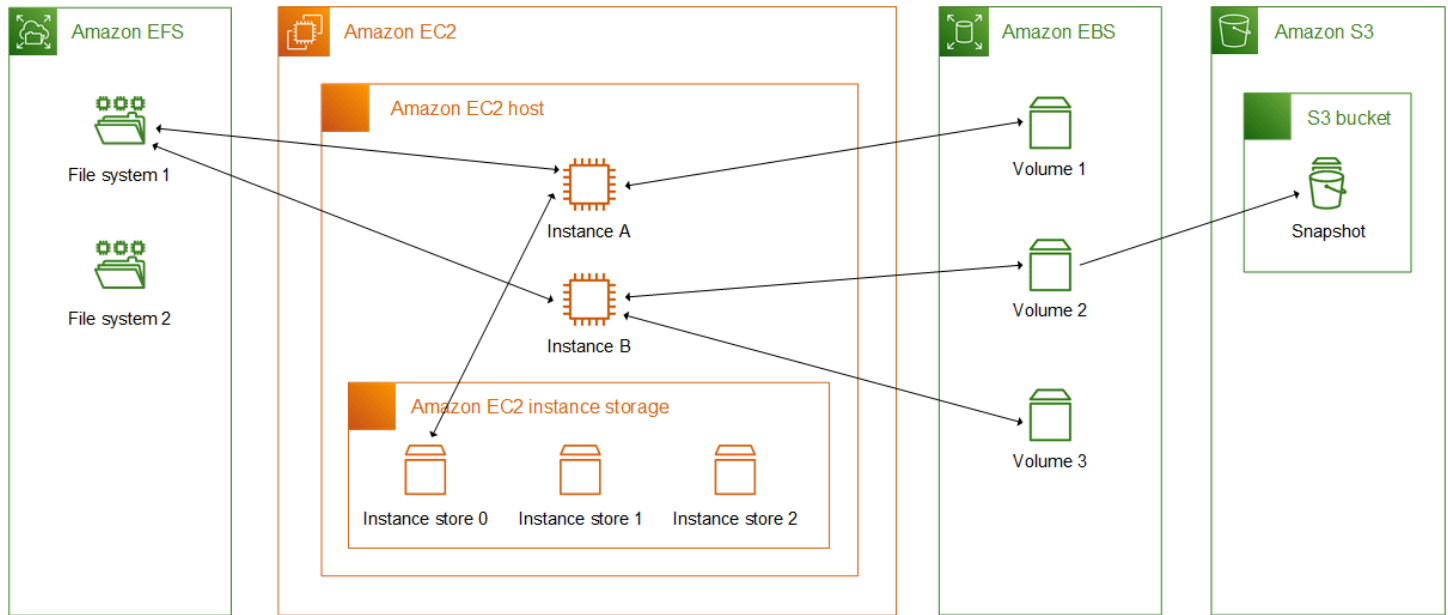 Amazon EFS
File system 1
File system 2
Amazon EC2
Amazon EC2 host
Instance A
Instance B
Amazon EC2 instance storage
Instance store 0
Instance store 1
Instance store 2
Amazon EBS
Volume 1
Volume 2
Volume 3
Amazon S3
S3 bucket
Snapshot